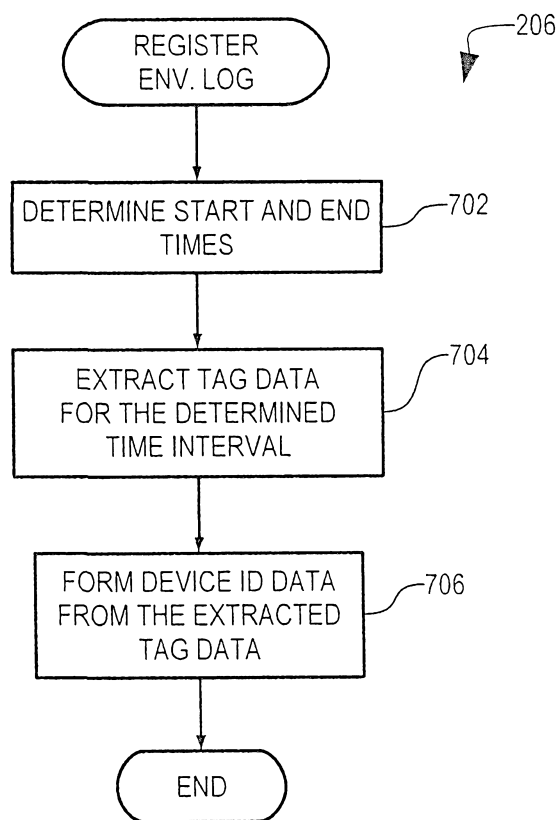 REGISTER
ENV. LOG
206
DETERMINE START AND END
TIMES
702
EXTRACT TAG DATA
FOR THE DETERMINED
TIME INTERVAL
704
FORM DEVICE ID DATA
FROM THE EXTRACTED
TAG DATA
706
END